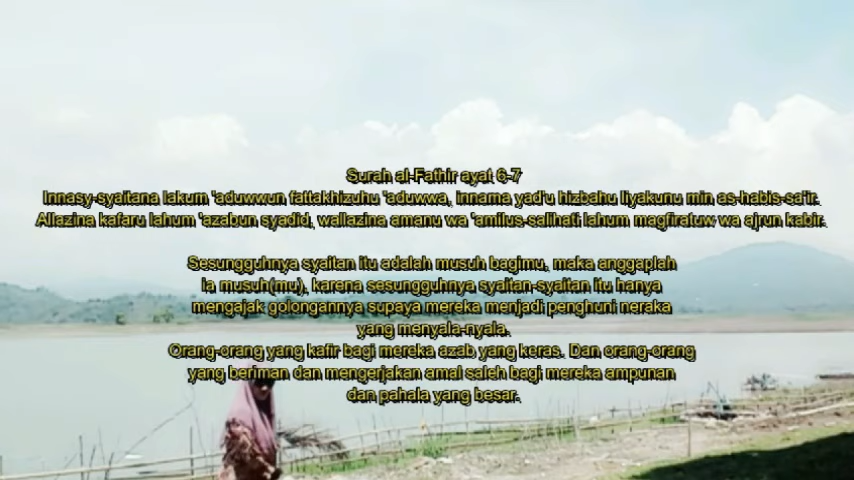 Surah al-Fathir ayat 6-7
Innasy-syaitana lakum 'aduwwun fattakhizuhu 'aduwwa, innama yad'u hizbahu liyakunu min as-habis-sa'ir.
Allazina kafaru lahum 'azabun syadid, wallazina amanu wa 'amilus-salihati lahum magfiratuw wa ajrun kabir.
Sesungguhnya syaitan itu adalah musuh bagimu, maka anggaplah
Ia musuh(mu), karena sesungguhnya syaitan-syaitan itu hanya
mengajak golongannya supaya mereka menjadi penghuni neraka
yang menyala-nyala.
Orang-orang yang kafir bagi mereka azab yang keras. Dan orang-orang
yang beriman dan mengerjakan amal saleh bagi mereka ampunan
dan pahala yang besar.